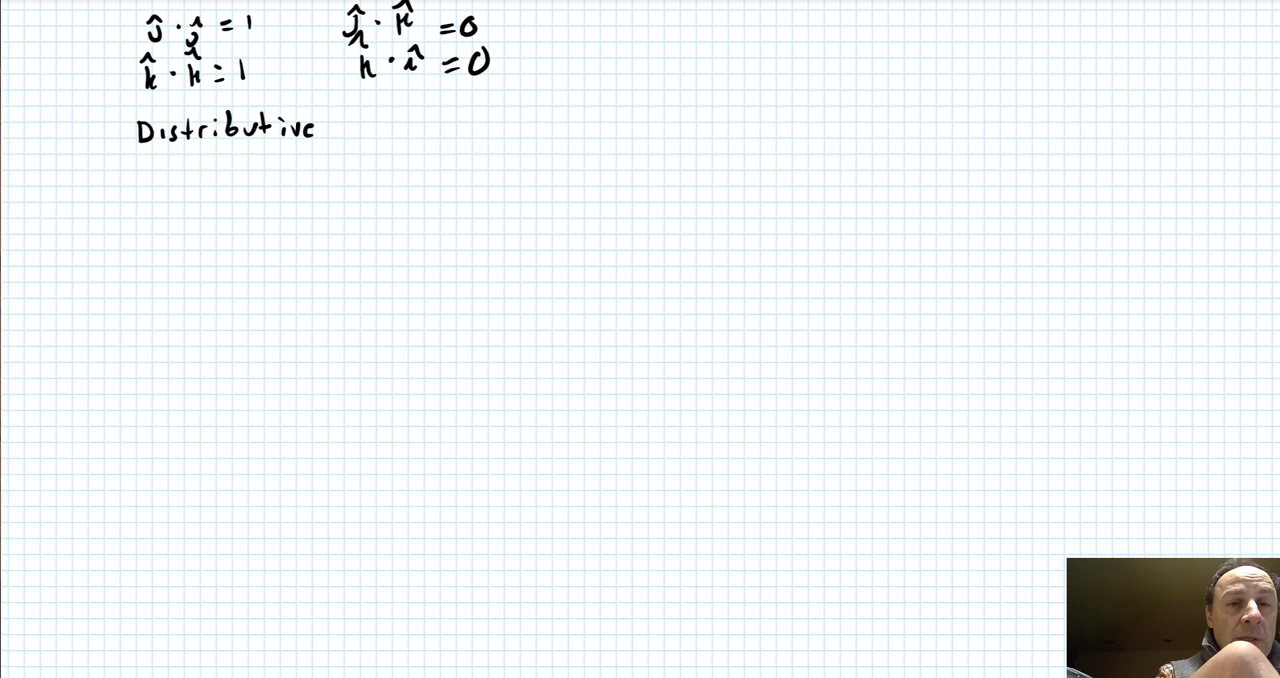 ĵ · ĵ = 1 ĵ · k̂ = 0
k̂ · k̂ = 1 k̂ · î = 0
Distributive